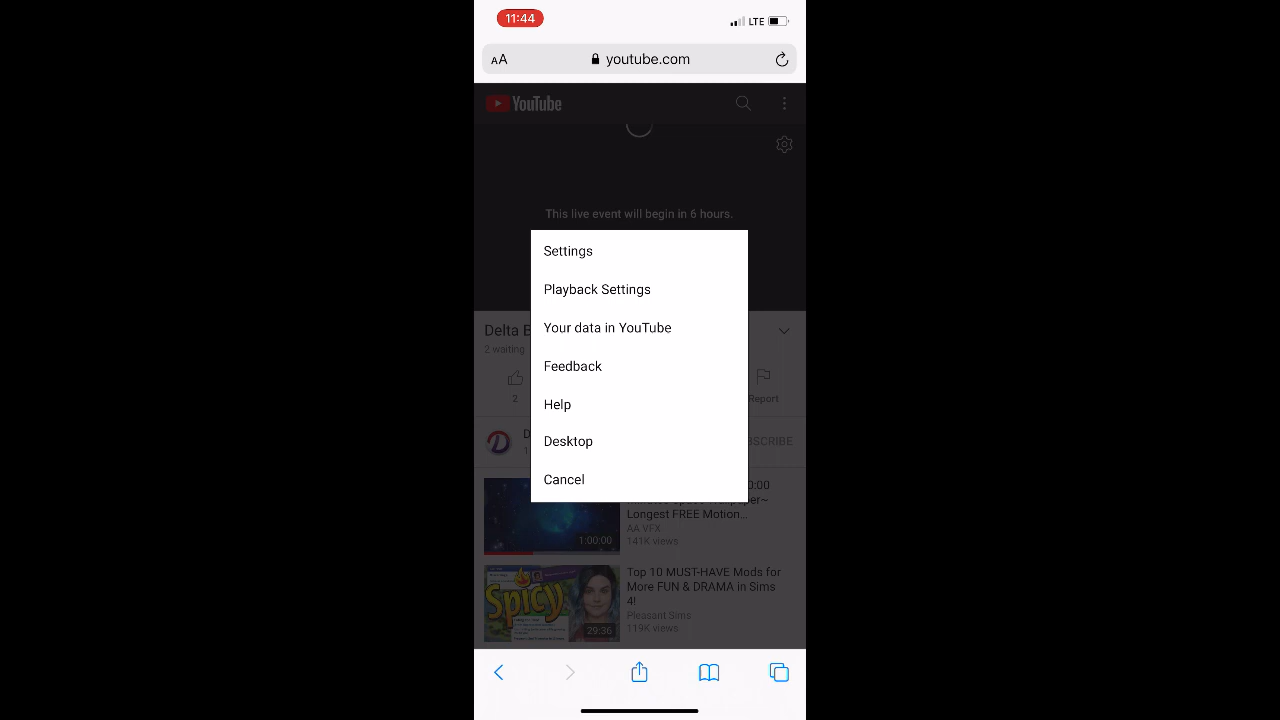 11:44
LTE
AA
youtube.com
YouTube
This live event will begin in 6 hours.
Settings
Playback Settings
Your data in YouTube
Feedback
Help
Desktop
Cancel
Delta
2 waiting
2
Report
1:00:00
Longest FREE Motion...
AA VFX
141K views
Spicy
29:36
Top 10 MUST-HAVE Mods for
More FUN & DRAMA in Sims
4!
Pleasant Sims
119K views